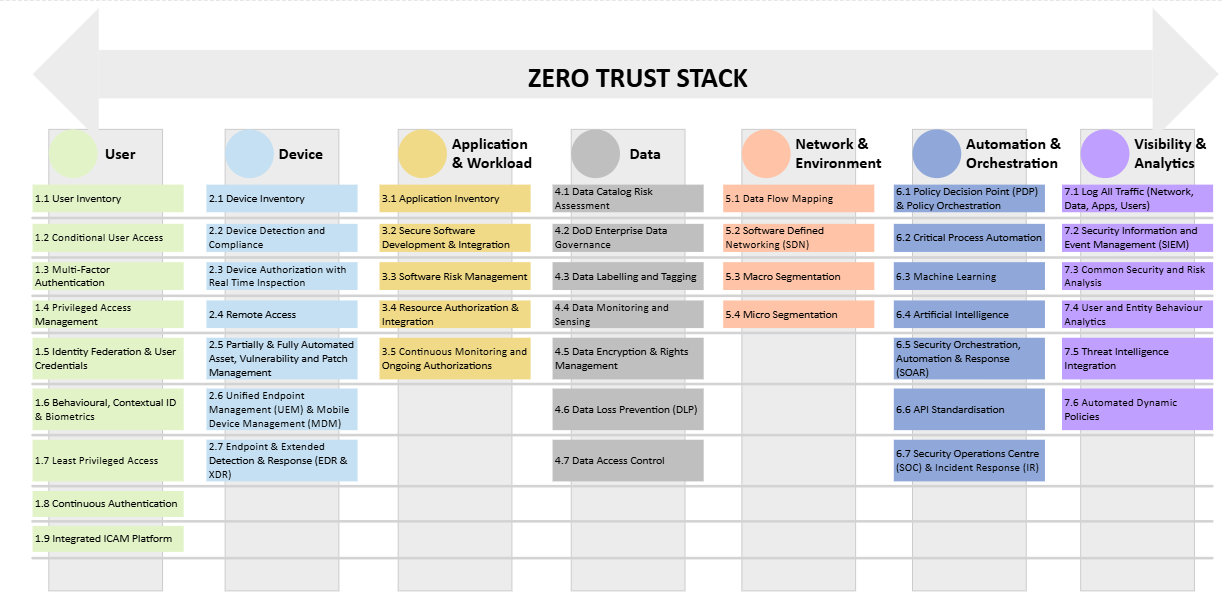 ZERO TRUST STACK
User
1.1 User Inventory
1.2 Conditional User Access
1.3 Multi-Factor
Authentication
1.4 Privileged Access
Management
1.5 Identity Federation & User
Credentials
1.6 Behavioural, Contextual ID
& Biometrics
1.7 Least Privileged Access
1.8 Continuous Authentication
1.9 Integrated ICAM Platform
Device
2.1 Device Inventory
2.2 Device Detection and
Compliance
2.3 Device Authorization with
Real Time Inspection
2.4 Remote Access
2.5 Partially & Fully Automated
Asset, Vulnerability and Patch
Management
2.6 Unified Endpoint
Management (UEM) & Mobile
Device Management (MDM)
2.7 Endpoint & Extended
Detection & Response (EDR &
XDR)
Application
& Workload
3.1 Application Inventory
3.2 Secure Software
Development & Integration
3.3 Software Risk Management
3.4 Resource Authorization &
Integration
3.5 Continuous Monitoring and
Ongoing Authorizations
Data
4.1 Data Catalog Risk
Assessment
4.2 DoD Enterprise Data
Governance
4.3 Data Labelling and Tagging
4.4 Data Monitoring and
Sensing
4.5 Data Encryption & Rights
Management
4.6 Data Loss Prevention (DLP)
4.7 Data Access Control
Network &
Environment
5.1 Data Flow Mapping
5.2 Software Defined
Networking (SDN)
5.3 Macro Segmentation
5.4 Micro Segmentation
Automation &
Orchestration
6.1 Policy Decision Point (PDP)
& Policy Orchestration
6.2 Critical Process Automation
6.3 Machine Learning
6.4 Artificial Intelligence
6.5 Security Orchestration,
Automation & Response
(SOAR)
6.6 API Standardisation
6.7 Security Operations Centre
(SOC) & Incident Response (IR)
Visibility &
Analytics
7.1 Log All Traffic (Network,
Data, Apps, Users)
7.2 Security Information and
Event Management (SIEM)
7.3 Common Security and Risk
Analysis
7.4 User and Entity Behaviour
Analytics
7.5 Threat Intelligence
Integration
7.6 Automated Dynamic
Policies